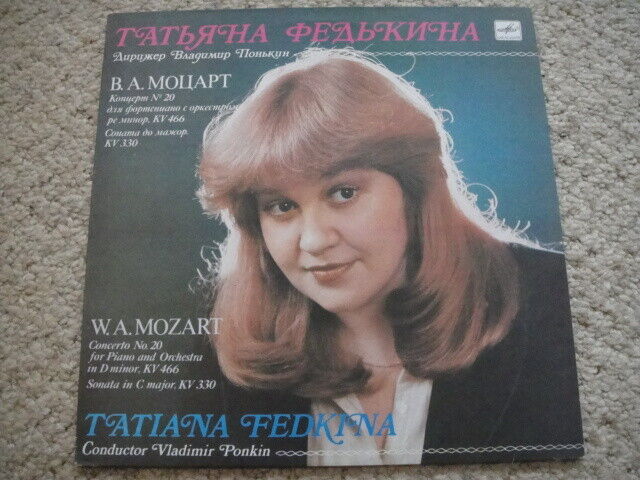 ТАТЬЯНА ФЕДЬКИНА
Дирижер Владимир Понькин
В. А. МОЦАРТ
Концерт № 20
для фортепиано с оркестром
ре минор, KV 466
Соната до мажор,
KV 330
W. A. MOZART
Concerto No. 20
for Piano and Orchestra
in D minor, KV 466
Sonata in C major, KV 330
TATIANA FEDKINA
Conductor Vladimir Ponkin